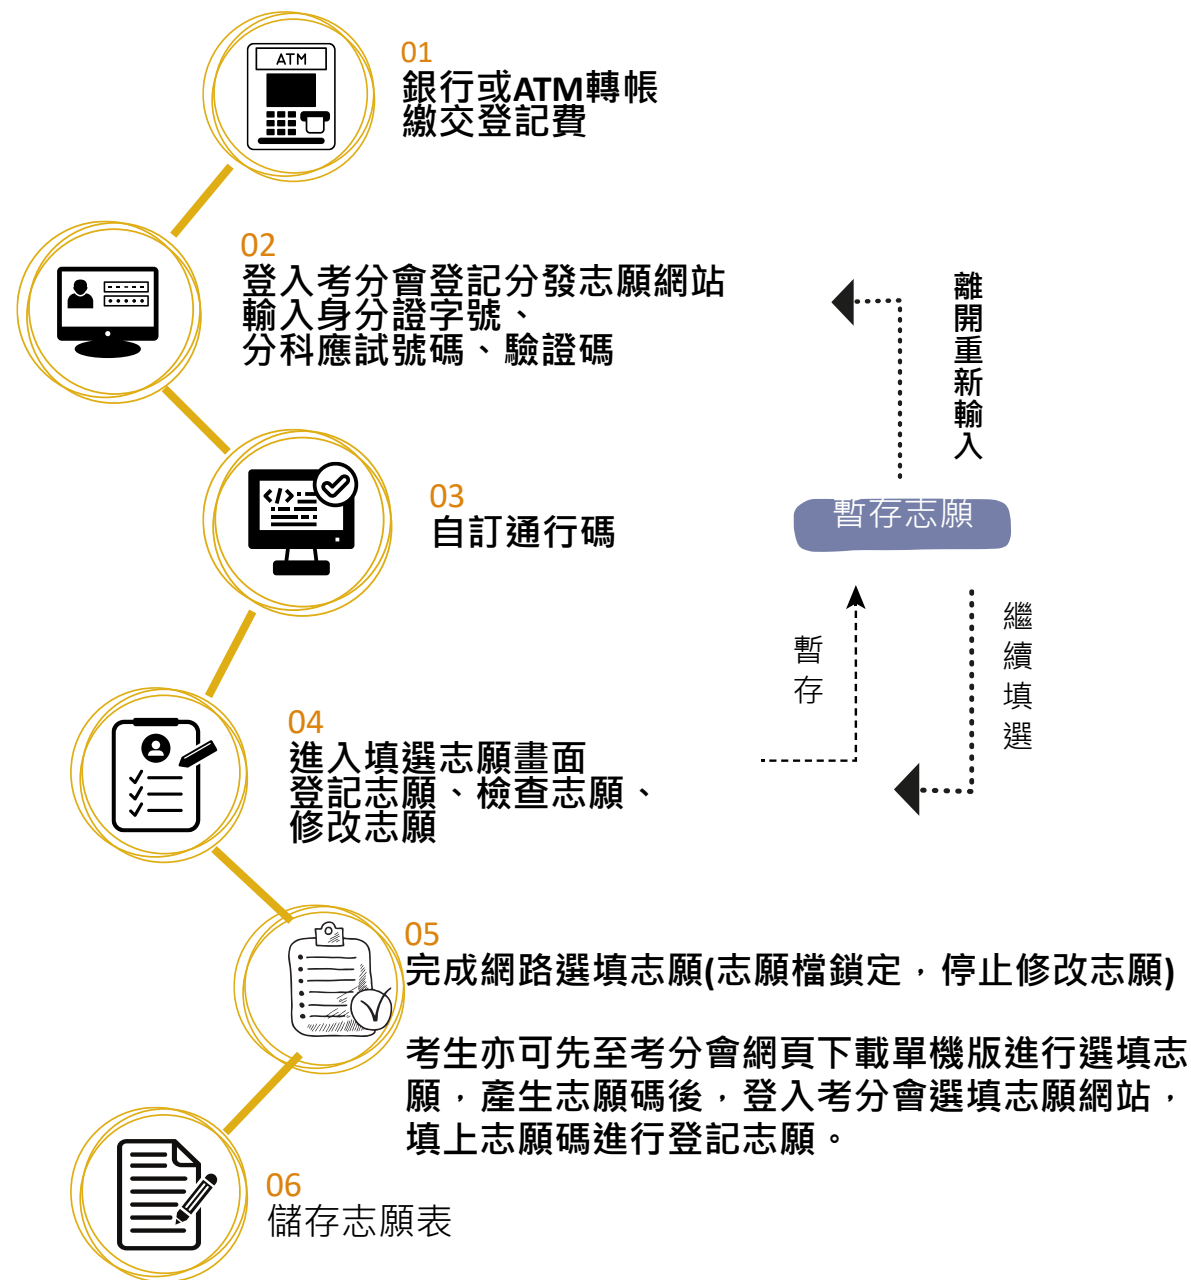 ATM
01
銀行或ATM轉帳
繳交登記費
02
登入考分會登記分發志願網站
輸入身分證字號、
分科應試號碼、驗證碼
離開重新輸入
03
自訂通行碼
暫存志願
暫存
繼續填選
04
進入填選志願畫面
登記志願、檢查志願、
修改志願
05
完成網路選填志願(志願檔鎖定，停止修改志願)
考生亦可先至考分會網頁下載單機版進行選填志
願，產生志願碼後，登入考分會選填志願網站，
填上志願碼進行登記志願。
06
儲存志願表